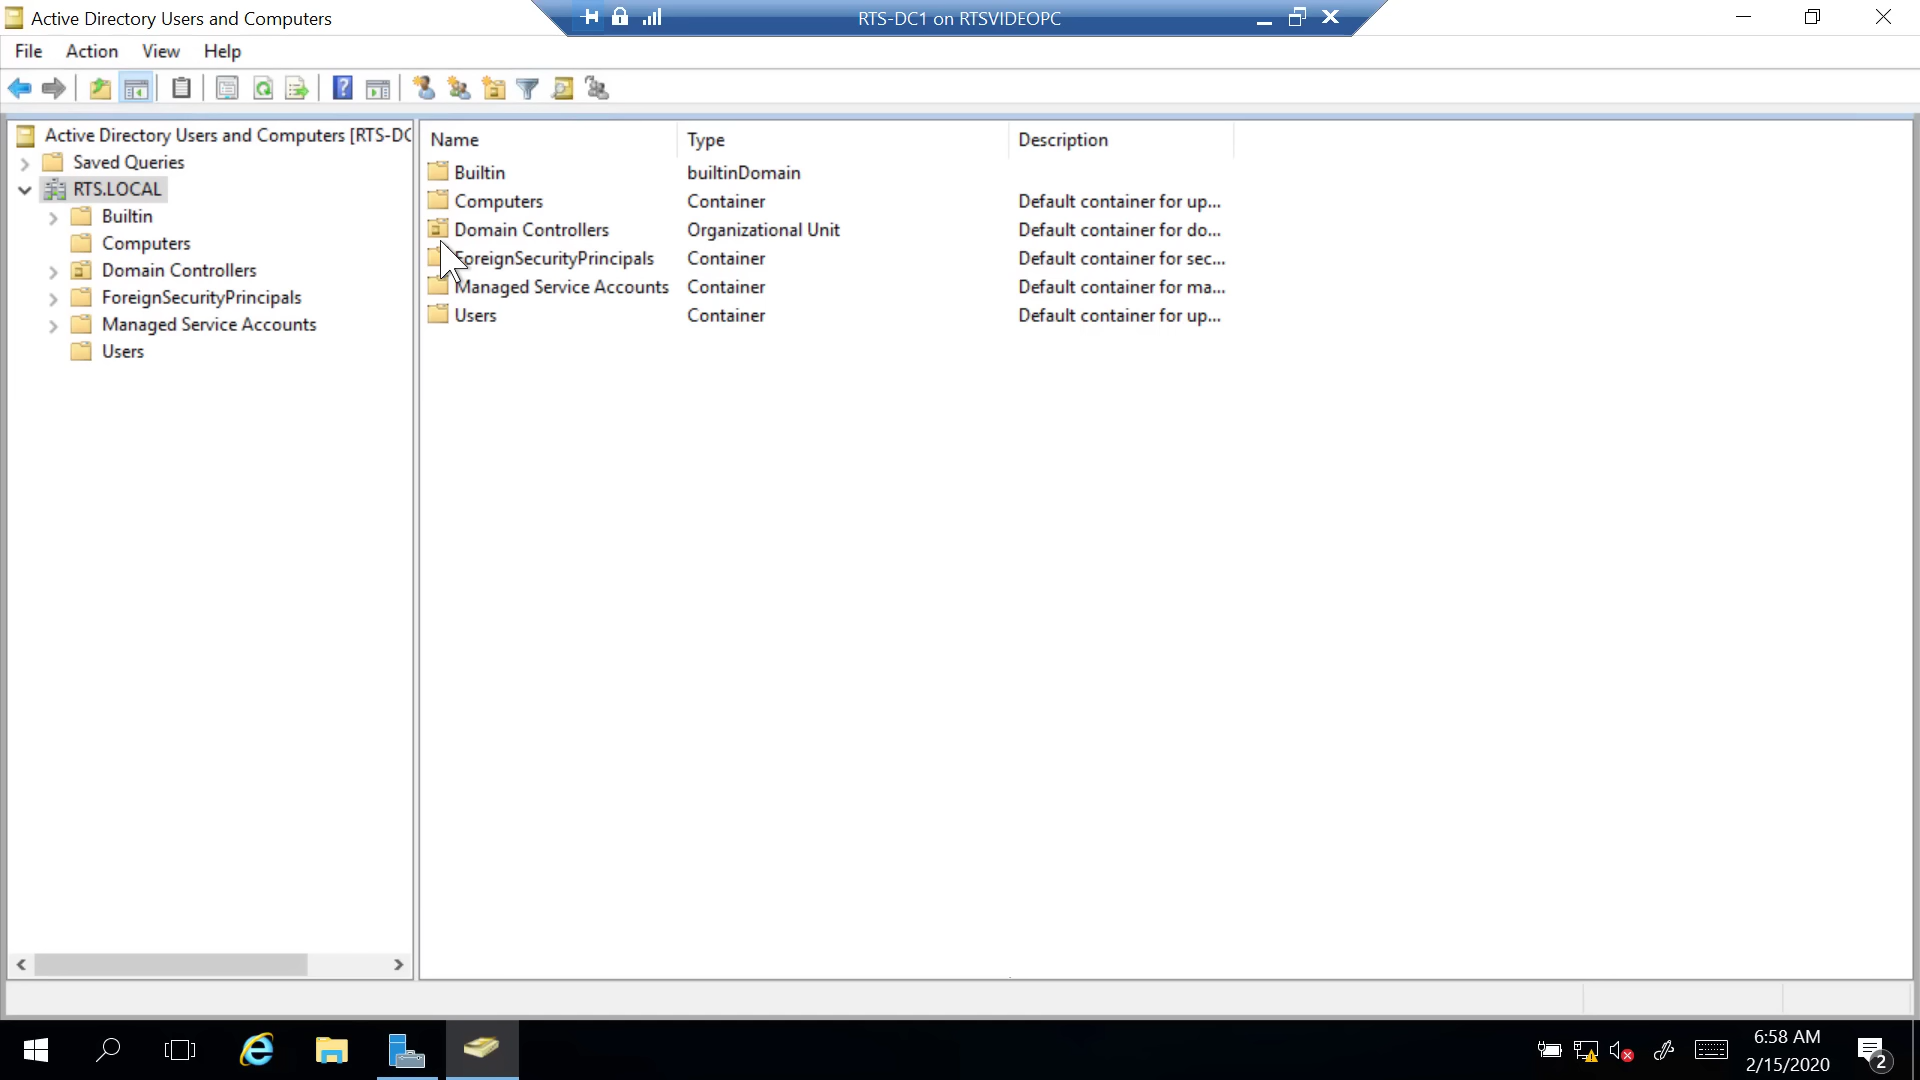 Active Directory Users and Computers
RTS-DC1 on RTSVIDEOPC
File Action View Help
Active Directory Users and Computers [RTS-DC
Saved Queries
RTS.LOCAL
Builtin
Computers
Domain Controllers
ForeignSecurityPrincipals
Managed Service Accounts
Users
Name Type Description
Builtin builtinDomain
Computers Container Default container for up...
Domain Controllers Organizational Unit Default container for do...
ForeignSecurityPrincipals Container Default container for sec...
Managed Service Accounts Container Default container for ma...
Users Container Default container for up...
6:58 AM
2/15/2020
2